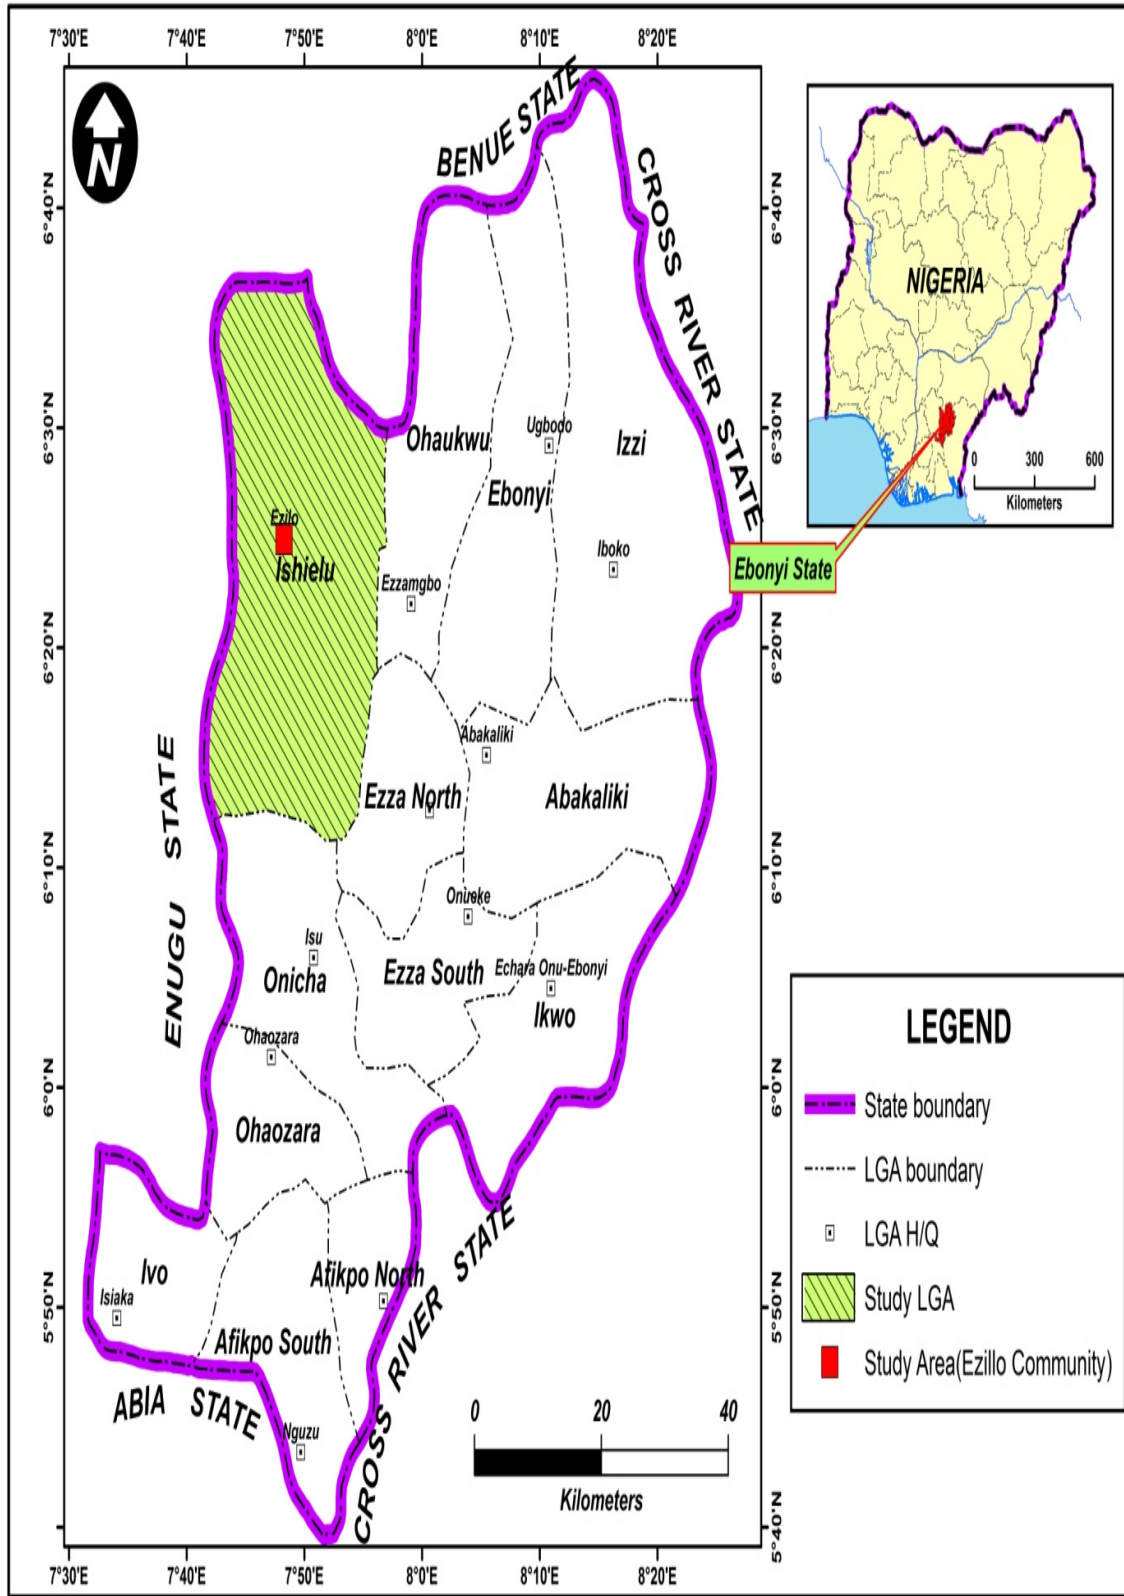 7°30'E 7°40'E 7°50'E 8°0'E 8°10'E 8°20'E
N
BENUE STATE
CROSS RIVER STATE
6°40'N
6°40'N
NIGERIA
0 300 600
Kilometers
Ebonyi State
6°30'N
6°30'N
Ohaukwu
Ugbodo
Izzi
Ebonyi
Ezilo
Ishielu
Iboko
Ezzamgbo
6°20'N
6°20'N
Abakaliki
Ezza North
Abakaliki
ENUGU STATE
6°10'N
6°10'N
Onueke
Isu
Onicha
Ezza South
Echara Onu-Ebonyi
Ikwo
Ohaozara
6°0'N
6°0'N
Ohaozara
CROSS RIVER STATE
Ivo
Isiaka
Afikpo North
5°50'N
5°50'N
Afikpo South
ABIA STATE
Nguzu
0 20 40
Kilometers
5°40'N
5°40'N
7°30'E 7°40'E 7°50'E 8°0'E 8°10'E 8°20'E
LEGEND
State boundary
LGA boundary
LGA H/Q
Study LGA
Study Area(Ezillo Community)